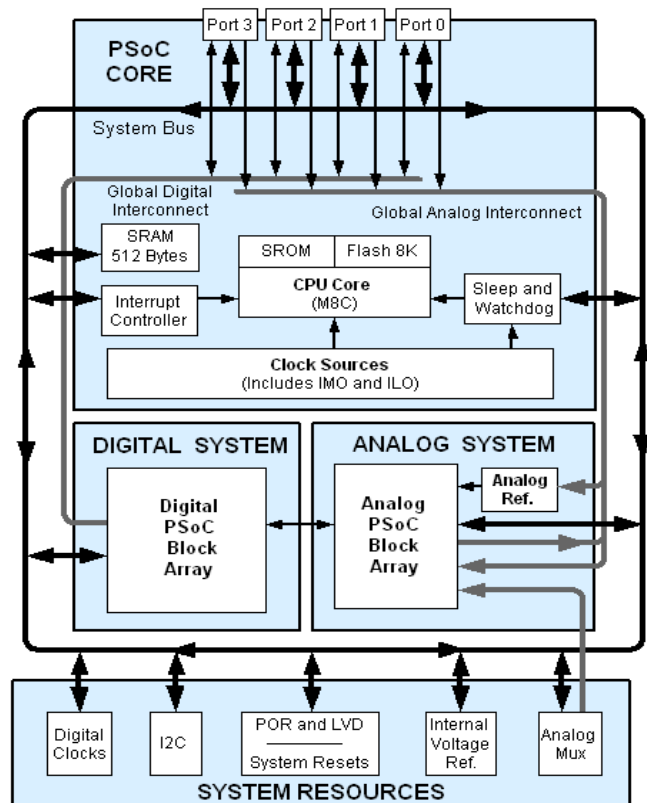 Port 3
Port 2
Port 1
Port 0
PSoC
CORE
System Bus
Global Digital
Interconnect
Global Analog Interconnect
SRAM
512 Bytes
SROM
Flash 8K
CPU Core
(M8C)
Interrupt
Controller
Sleep and
Watchdog
Clock Sources
(Includes IMO and ILO)
DIGITAL SYSTEM
ANALOG SYSTEM
Digital
PSoC
Block
Array
Analog
PSoC
Block
Array
Analog
Ref.
Digital
Clocks
I2C
POR and LVD
System Resets
Internal
Voltage
Ref.
Analog
Mux
SYSTEM RESOURCES